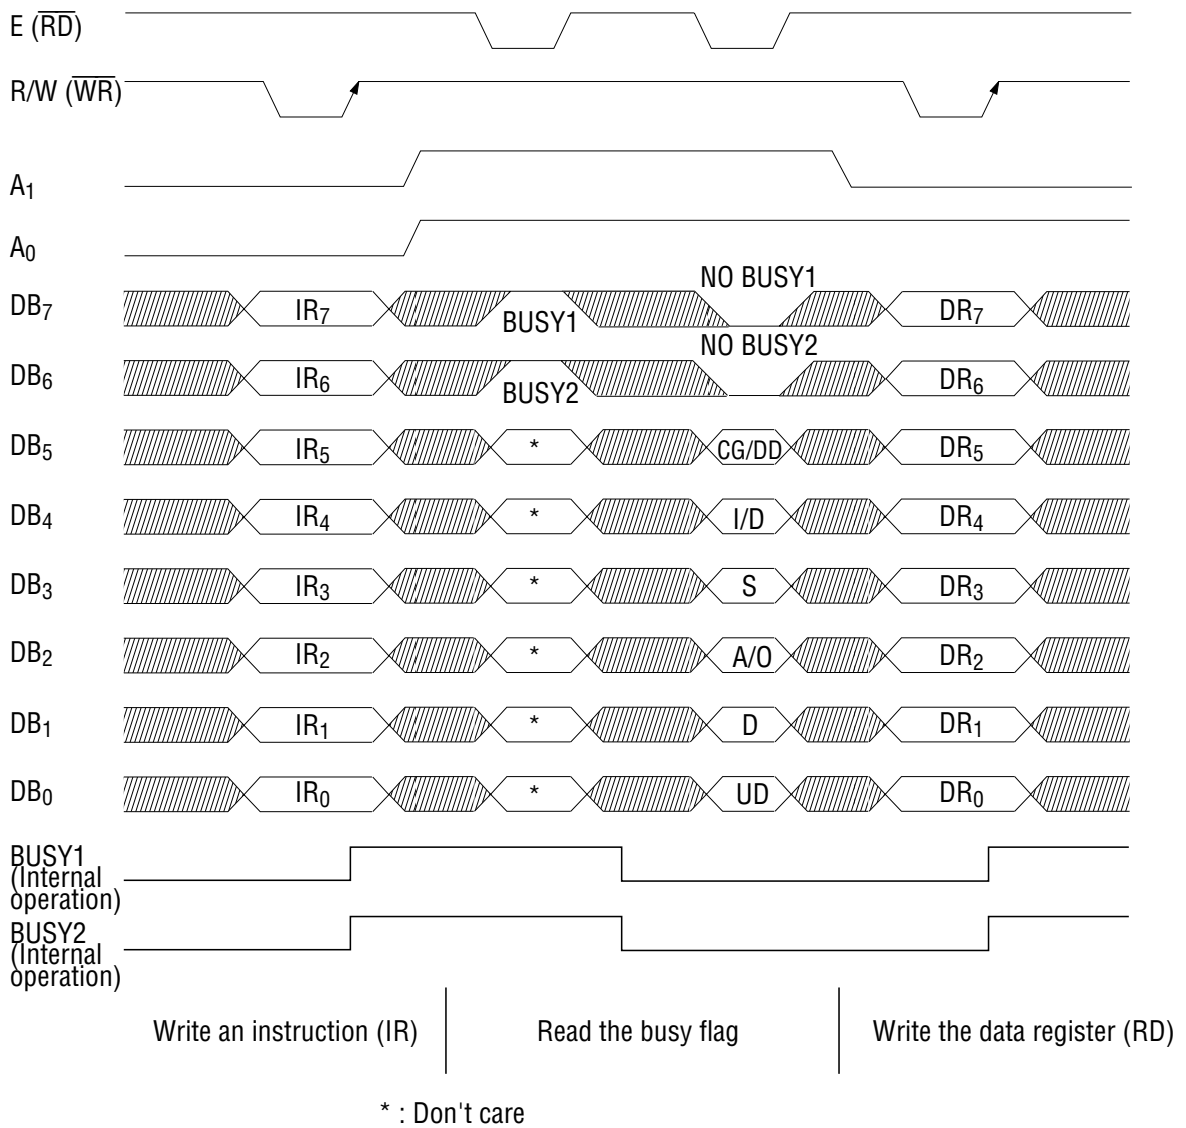 E (RD)
R/W (WR)
A1
A0
NO BUSY1
DB7 IR7 BUSY1 DR7
NO BUSY2
DB6 IR6 BUSY2 DR6
DB5 IR5 * CG/DD DR5
DB4 IR4 * I/D DR4
DB3 IR3 * S DR3
DB2 IR2 * A/O DR2
DB1 IR1 * D DR1
DB0 IR0 * UD DR0
BUSY1
(Internal
operation)
BUSY2
(Internal
operation)
Write an instruction (IR) Read the busy flag Write the data register (RD)
* : Don't care